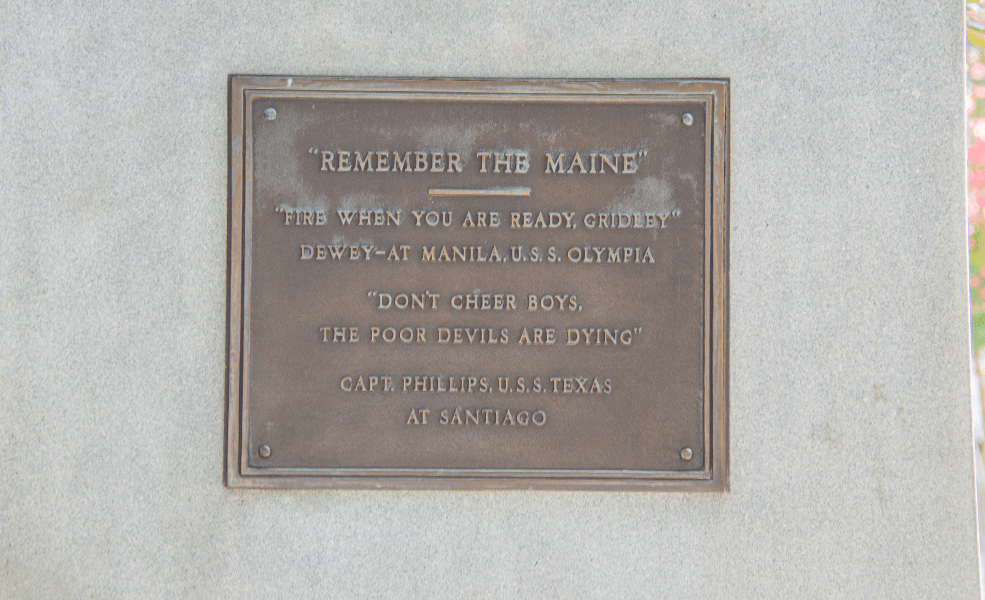 "REMEMBER THE MAINE"
"FIRE WHEN YOU ARE READY, GRIDLEY"
DEWEY-AT MANILA, U.S.S. OLYMPIA
"DON'T CHEER BOYS,
THE POOR DEVILS ARE DYING"
CAPT. PHILLIPS, U.S.S. TEXAS
AT SANTIAGO